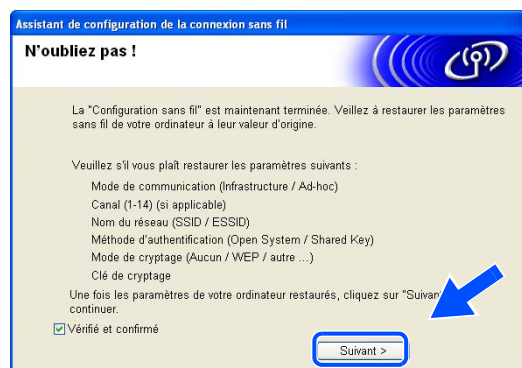 Assistant de configuration de la connexion sans fil
N'oubliez pas !
La "Configuration sans fil" est maintenant terminée. Veillez à restaurer les paramètres
sans fil de votre ordinateur à leur valeur d'origine.
Veuillez s'il vous plaît restaurer les paramètres suivants :
Mode de communication (Infrastructure / Ad-hoc)
Canal (1-14) (si applicable)
Nom du réseau (SSID / ESSID)
Méthode d'authentification (Open System / Shared Key)
Mode de cryptage (Aucun / WEP / autre ...)
Clé de cryptage
Une fois les paramètres de votre ordinateur restaurés, cliquez sur
continuer.
Vérifié et confirmé
Suivant >